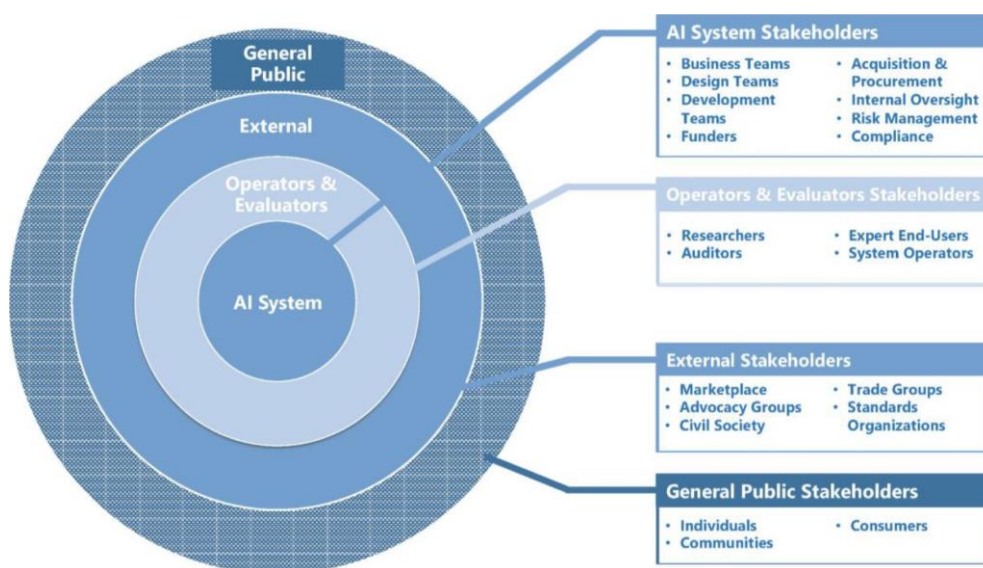 General
Public
External
Operators &
Evaluators
AI System
AI System Stakeholders
• Business Teams
• Design Teams
• Development
Teams
• Funders
• Acquisition &
Procurement
• Internal Oversight
• Risk Management
• Compliance
Operators & Evaluators Stakeholders
• Researchers
• Auditors
• Expert End-Users
• System Operators
External Stakeholders
• Marketplace
• Advocacy Groups
• Civil Society
• Trade Groups
• Standards
Organizations
General Public Stakeholders
• Individuals
• Communities
• Consumers